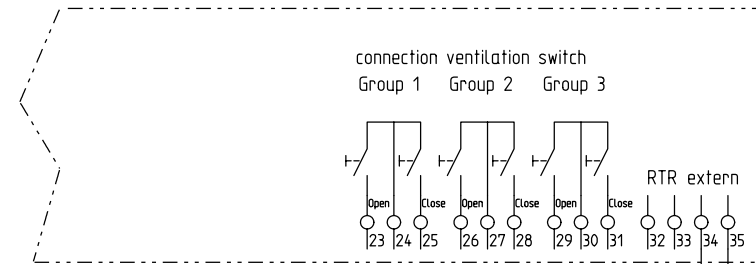 connection ventilation switch
Group 1 Group 2 Group 3
RTR extern
Open Close Open Close Open Close
23 24 25 26 27 28 29 30 31 32 33 34 35